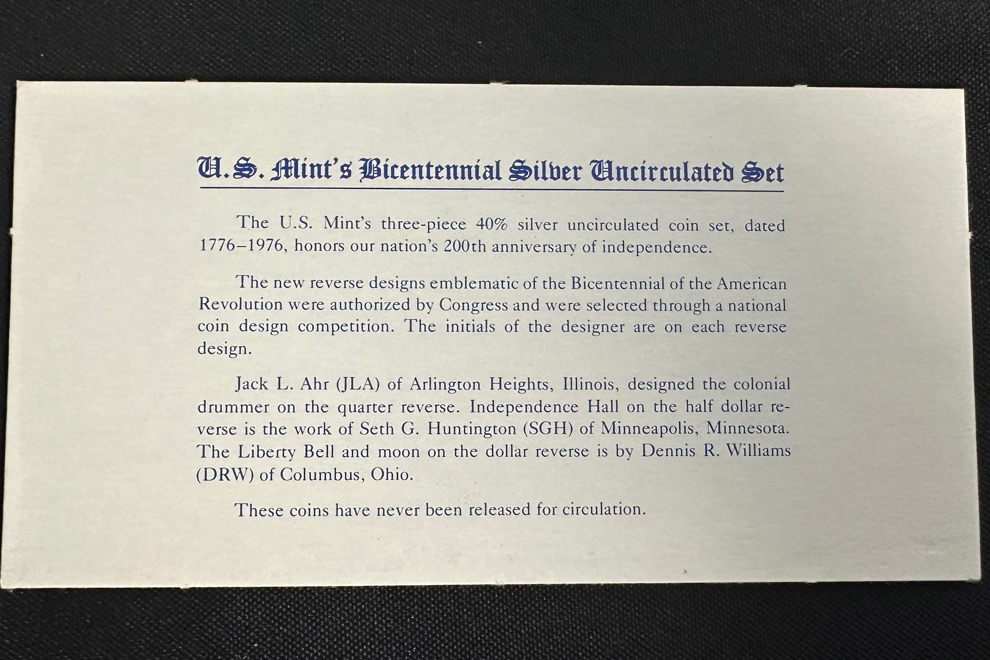 U.S. Mint's Bicentennial Silver Uncirculated Set
The U.S. Mint's three-piece 40% silver uncirculated coin set, dated
1776–1976, honors our nation's 200th anniversary of independence.
The new reverse designs emblematic of the Bicentennial of the American
Revolution were authorized by Congress and were selected through a national
coin design competition. The initials of the designer are on each reverse
design.
Jack L. Ahr (JLA) of Arlington Heights, Illinois, designed the colonial
drummer on the quarter reverse. Independence Hall on the half dollar re-
verse is the work of Seth G. Huntington (SGH) of Minneapolis, Minnesota.
The Liberty Bell and moon on the dollar reverse is by Dennis R. Williams
(DRW) of Columbus, Ohio.
These coins have never been released for circulation.